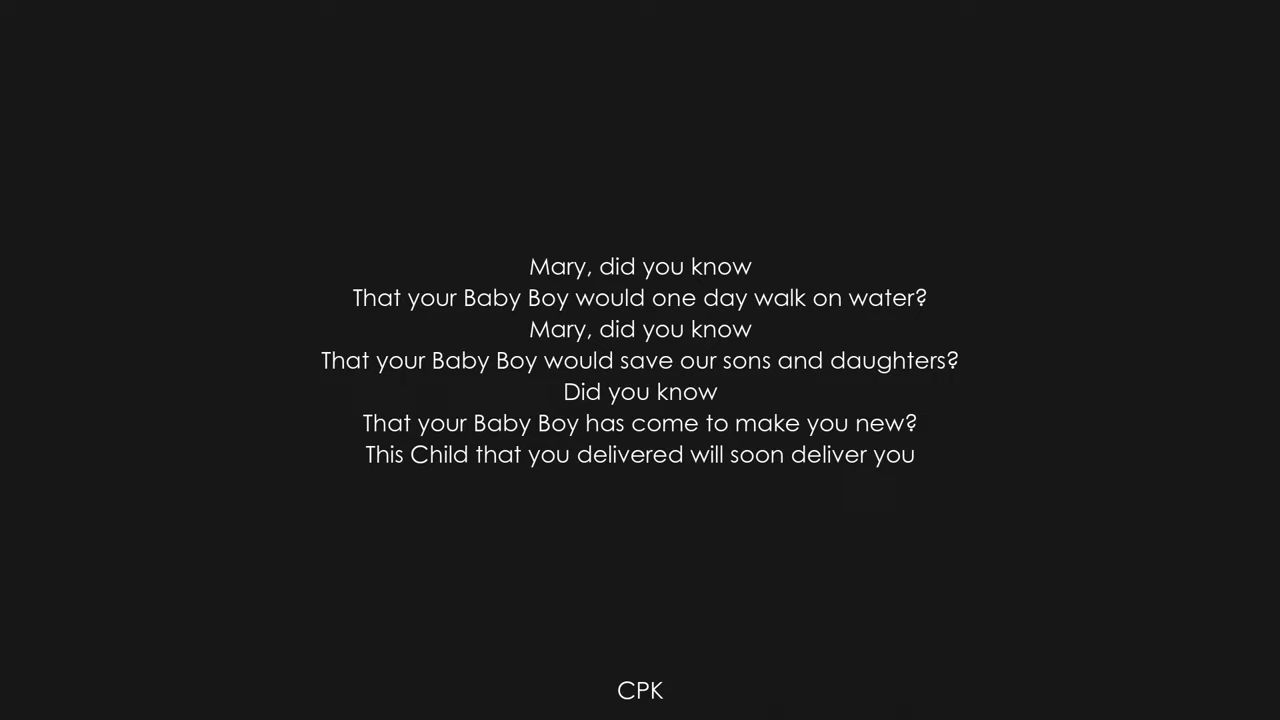 Mary, did you know
That your Baby Boy would one day walk on water?
Mary, did you know
That your Baby Boy would save our sons and daughters?
Did you know
That your Baby Boy has come to make you new?
This Child that you delivered will soon deliver you
CPK